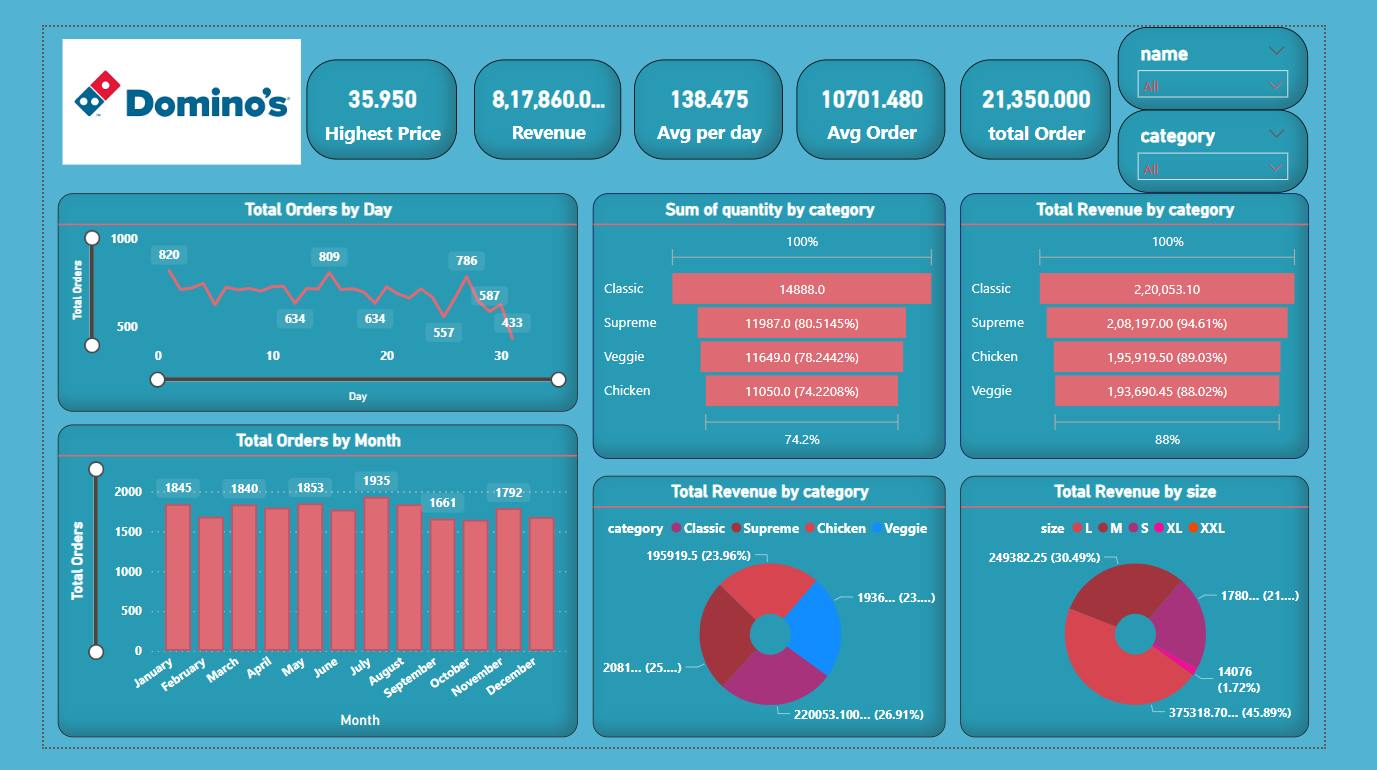 Domino's
35.950
Highest Price
8,17,860.0...
Revenue
138.475
Avg per day
10701.480
Avg Order
21,350.000
total Order
name
All
category
All
Total Orders by Day
Total Orders
1000
500
820
809
786
587
634
634
557
433
0
10
20
30
Day
Sum of quantity by category
100%
Classic
14888.0
Supreme
11987.0 (80.5145%)
Veggie
11649.0 (78.2442%)
Chicken
11050.0 (74.2208%)
74.2%
Total Revenue by category
100%
Classic
2,20,053.10
Supreme
2,08,197.00 (94.61%)
Chicken
1,95,919.50 (89.03%)
Veggie
1,93,690.45 (88.02%)
88%
Total Orders by Month
Total Orders
2000
1500
1000
500
0
1845
1840
1853
1935
1661
1792
January
February
March
April
May
June
July
August
September
October
November
December
Month
Total Revenue by category
category Classic Supreme Chicken Veggie
195919.5 (23.96%)
1936... (23....)
2081... (25....)
220053.100... (26.91%)
Total Revenue by size
size L M S XL XXL
249382.25 (30.49%)
1780... (21....)
14076
(1.72%)
375318.70... (45.89%)